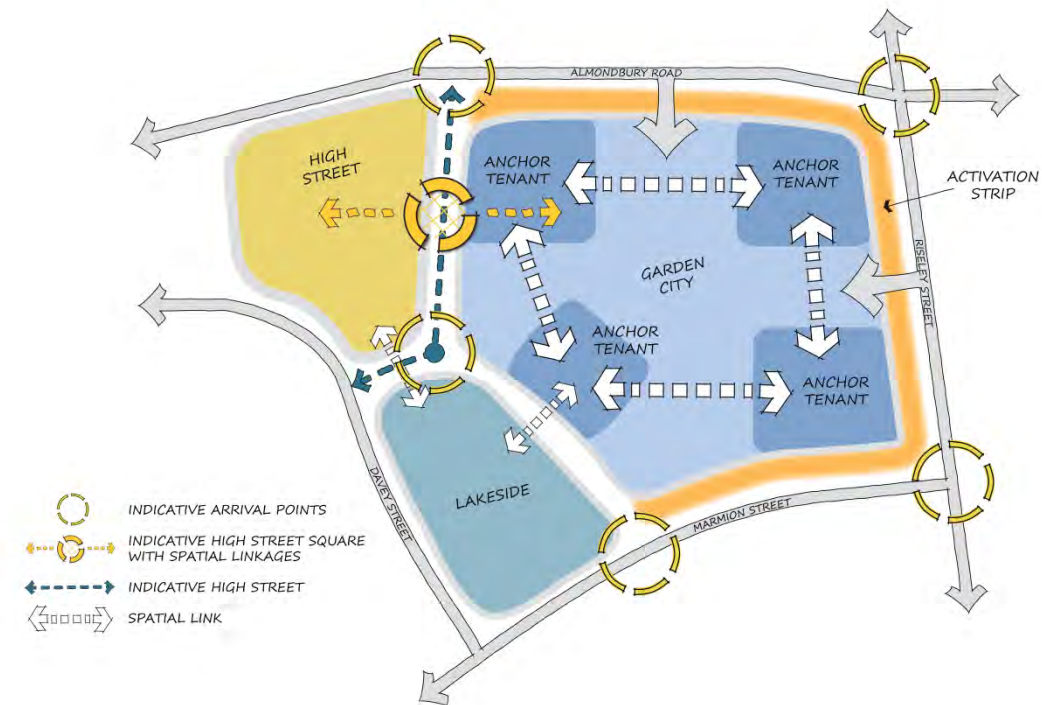 ALMONDBURY ROAD
HIGH
STREET
ANCHOR
TENANT
ANCHOR
TENANT
ACTIVATION
STRIP
GARDEN
CITY
RISELEY STREET
ANCHOR
TENANT
ANCHOR
TENANT
LAKESIDE
DAVEY STREET
MARMION STREET
INDICATIVE ARRIVAL POINTS
INDICATIVE HIGH STREET SQUARE
WITH SPATIAL LINKAGES
INDICATIVE HIGH STREET
SPATIAL LINK